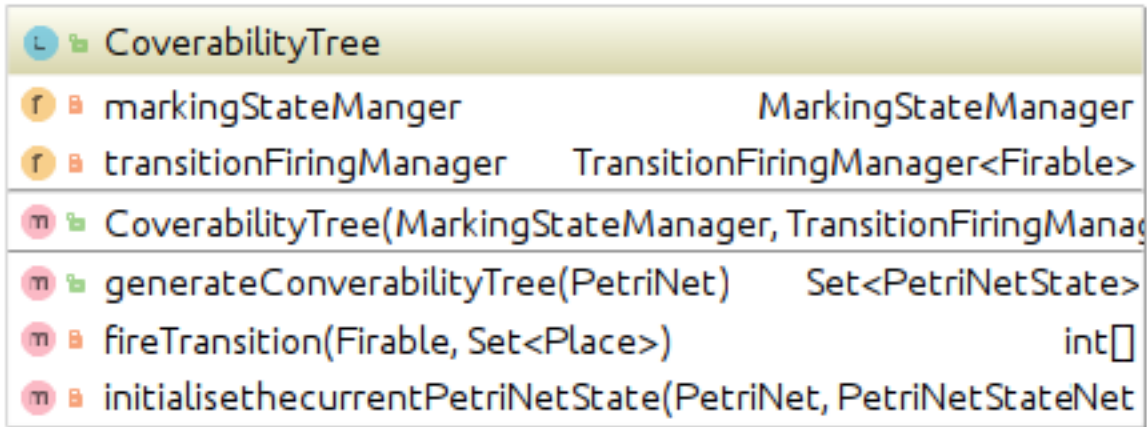 CoverabilityTree
markingStateManger MarkingStateManager
transitionFiringManager TransitionFiringManager<Firable>
CoverabilityTree(MarkingStateManager, TransitionFiringManag
generateConverabilityTree(PetriNet) Set<PetriNetState>
fireTransition(Firable, Set<Place>) int[]
initialisethecurrentPetriNetState(PetriNet, PetriNetStateNet